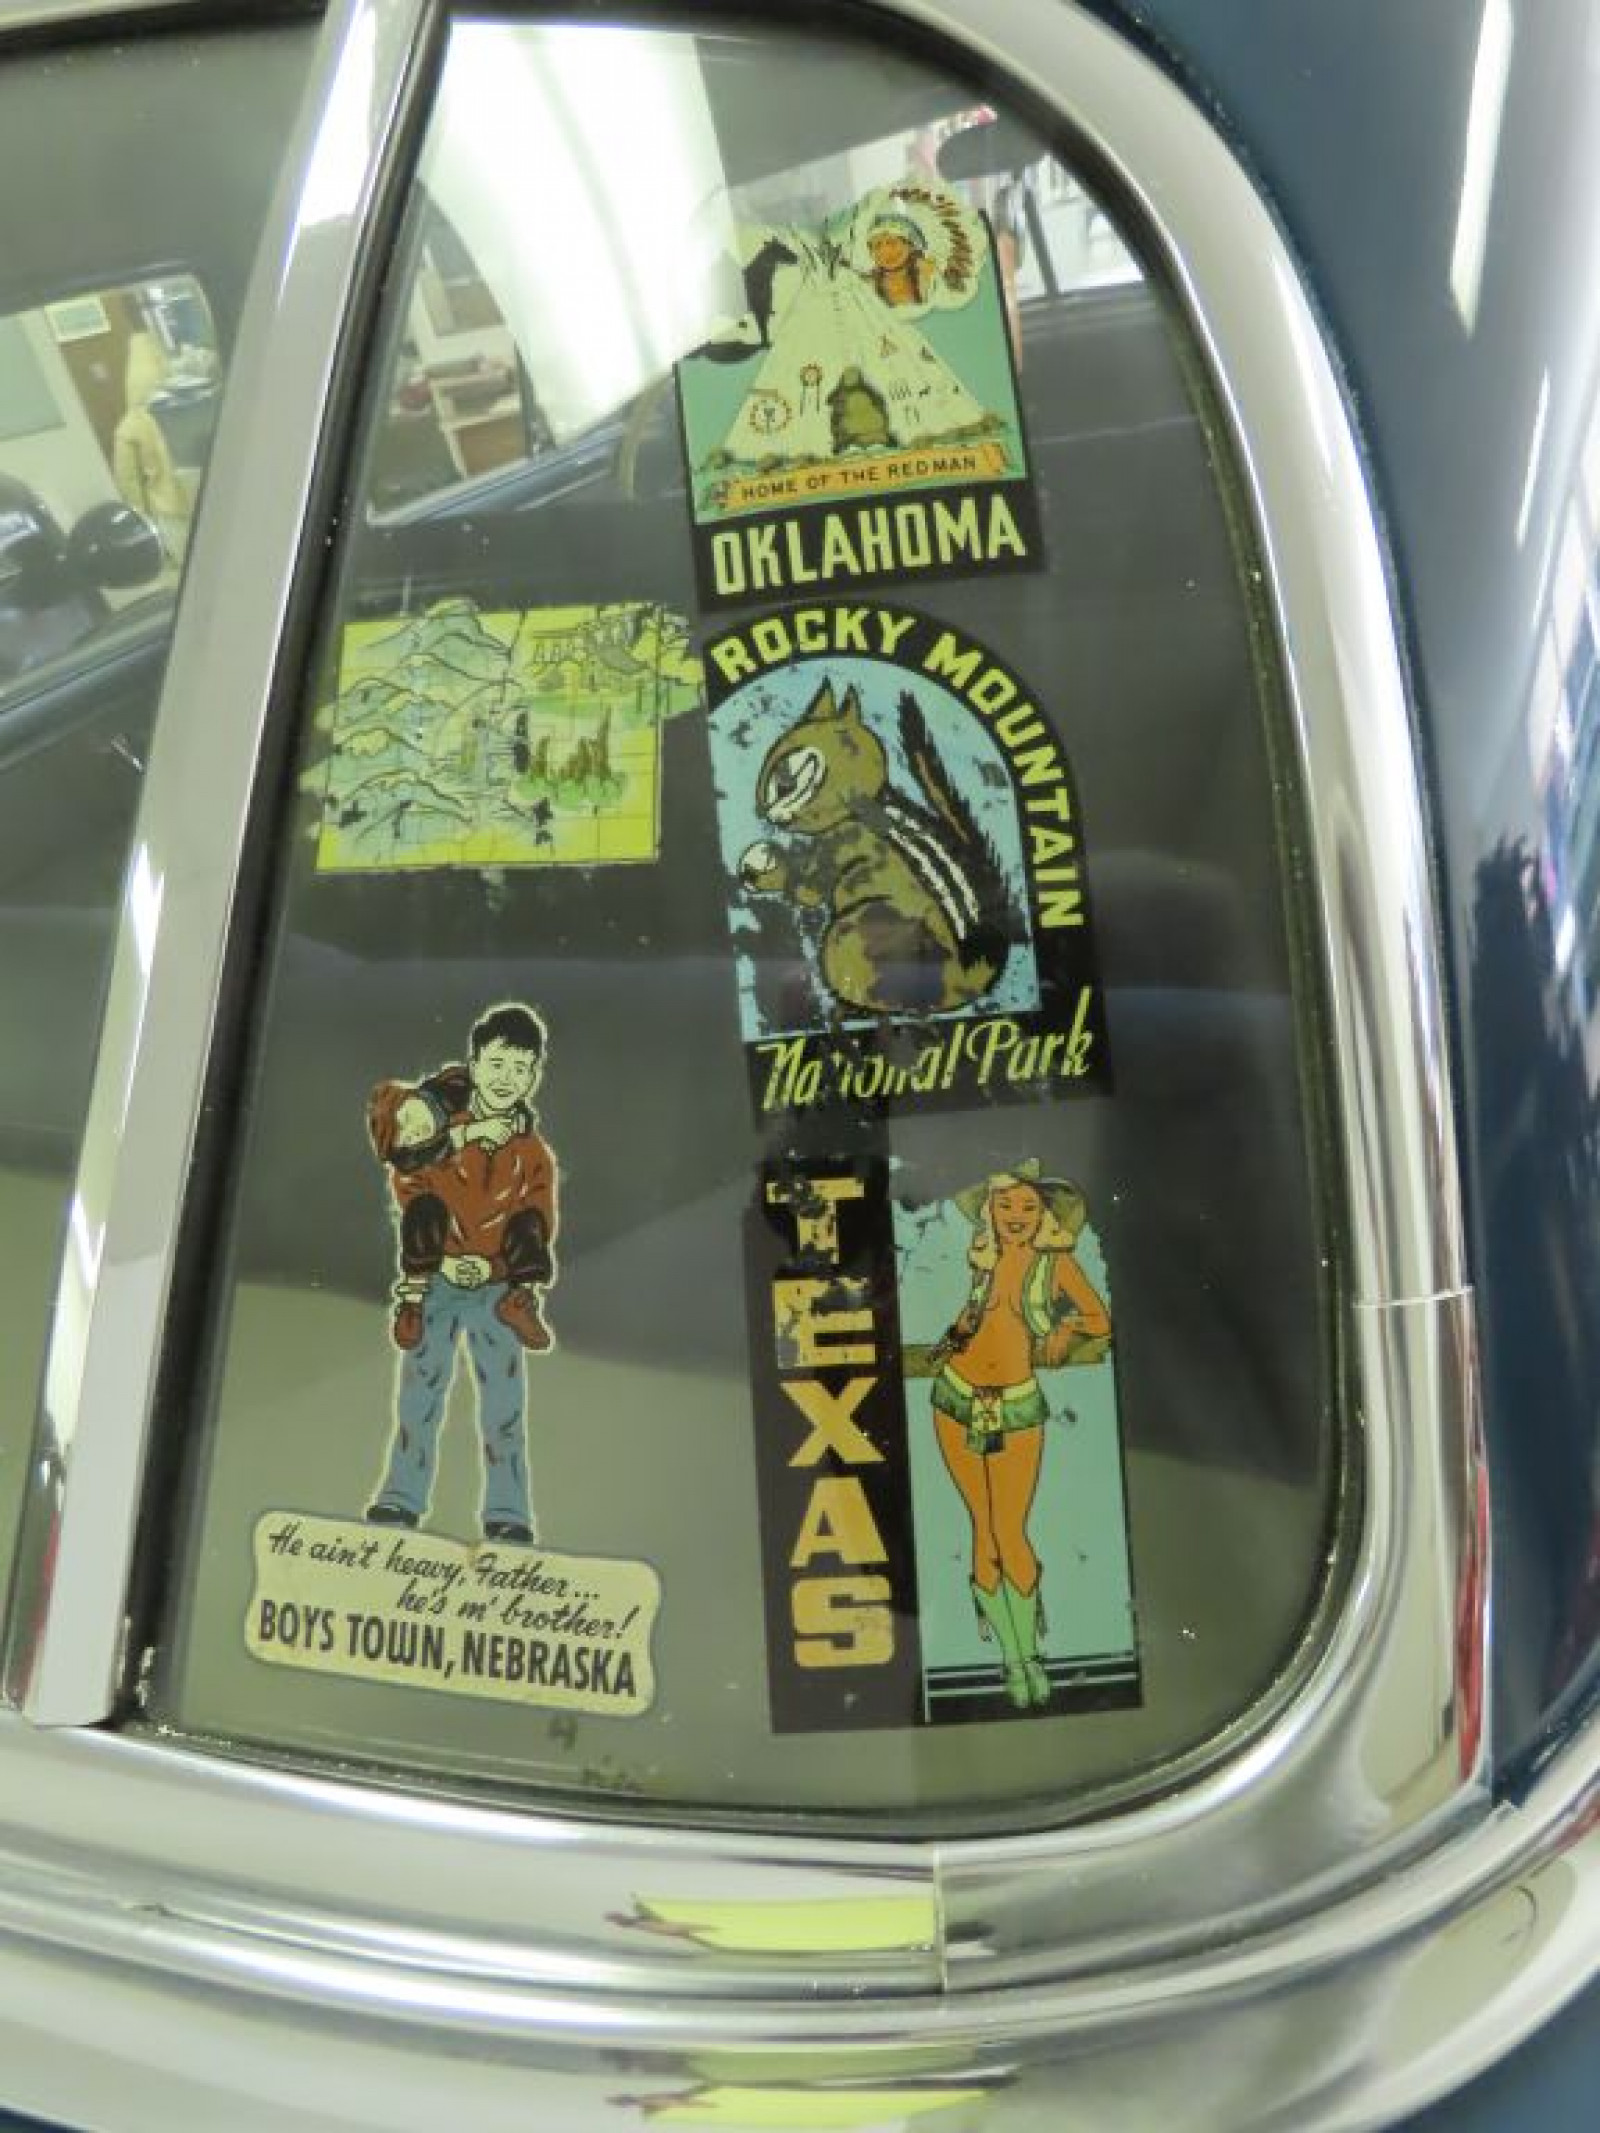 HOME OF THE REDMAN
OKLAHOMA
ROCKY MOUNTAIN
National Park
TEXAS
He ain't heavy, Father...
he's m' brother!
BOYS TOWN, NEBRASKA